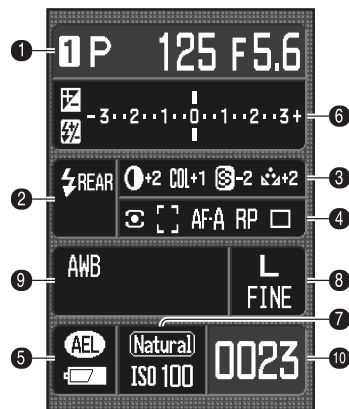 1 1 P 125 F5.6
-3··2··1··0··1··2··3+ 6
2 REAR +2 COL+1 S-2 +2 3
[ ] AF-A RP 4
9 AWB L 8
FINE
7
5 AEL Natural
ISO 100 0023 10